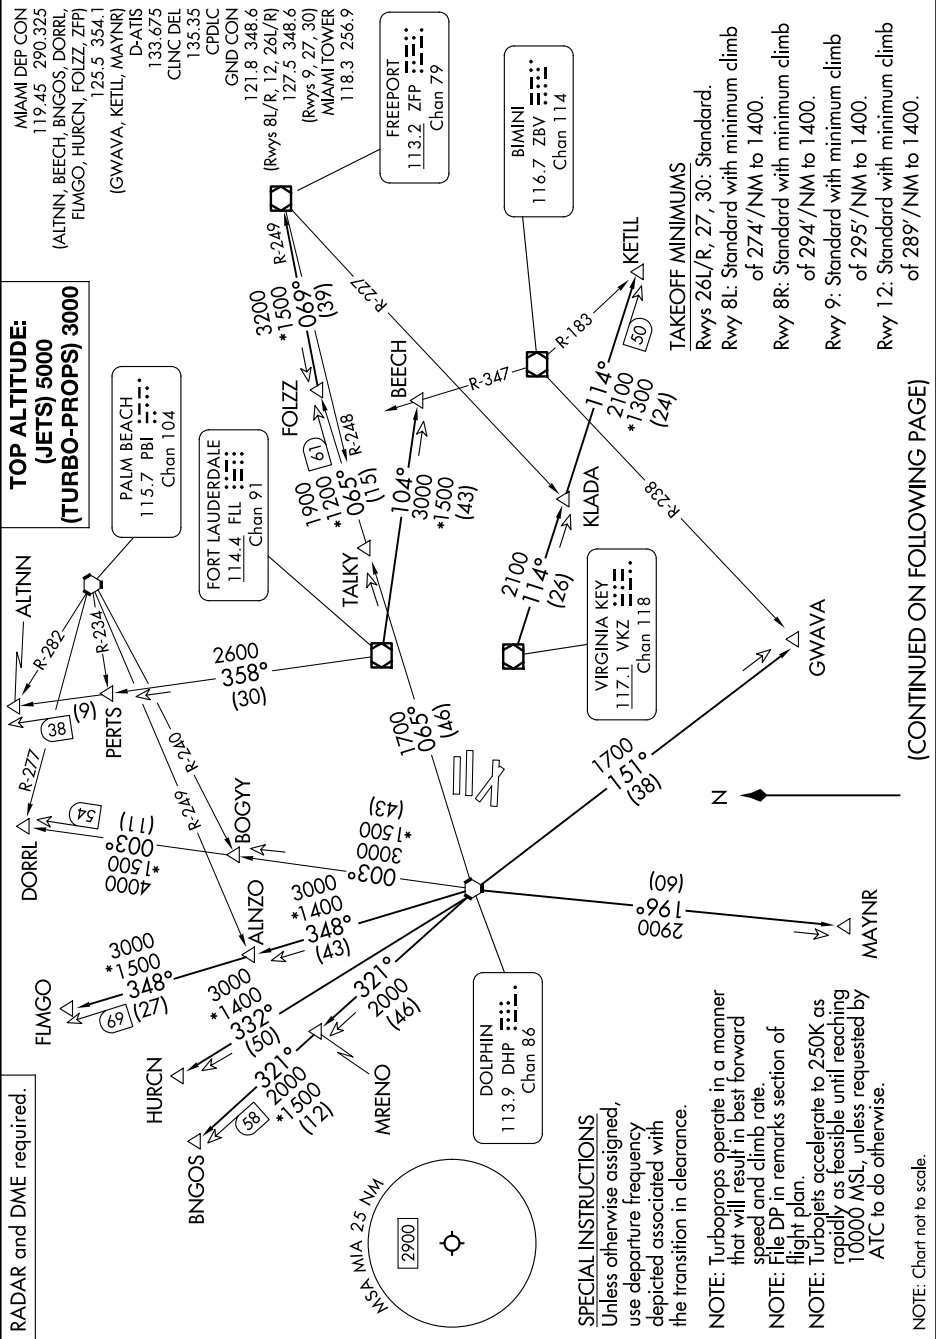 RADAR and DME required.
TOP ALTITUDE:
(JETS) 5000
(TURBO-PROPS) 3000
MIAMI DEP CON
119.45 290.325
(ALTNN, BEECH, BNGOS, DORRL,
FLMGO, HURCN, FOLZZ, ZFP)
125.5 354.1
(GWAVA, KETLL, MAYNR)
D-ATIS
133.675
CLNC DEL
135.35
CPDLC
GND CON
121.8 348.6
(Rwys 8L/R, 12, 26L/R)
127.5 348.6
(Rwys 9, 27, 30)
MIAMI TOWER
118.3 256.9
FREEPORT
113.2 ZFP
Chan 79
BIMINI
116.7 ZBV
Chan 114
PALM BEACH
115.7 PBI
Chan 104
FORT LAUDERDALE
114.4 FLL
Chan 91
VIRGINIA KEY
117.1 VKZ
Chan 118
DOLPHIN
113.9 DHP
Chan 86
ALTNN
R-282
R-234
R-277
R-240
R-249
38
(9)
PERTS
2600
358°
(30)
DORRL
54
4000
*1500
003°
(11)
BOGYY
3000
*1500
003°
(43)
FLMGO
3000
*1500
348°
(27)
69
ALNZO
3000
*1400
348°
(43)
HURCN
3000
*1400
332°
(50)
BNGOS
58
321°
2000
*1500
(12)
MRENO
321°
2000
(46)
R-249
3200
*1500
069°
(39)
FOLZZ
61
R-248
1900
*1200
065°
(15)
TALKY
1700
065°
(46)
R-227
BEECH
104°
3000
*1500
(43)
R-347
R-183
R-238
KETLL
50
114°
2100
*1300
(24)
KLADA
2100
114°
(26)
GWAVA
1700
151°
(38)
MAYNR
2900
196°
(60)
N
MSA MIA 25 NM
2900
TAKEOFF MINIMUMS
Rwys 26L/R, 27, 30: Standard.
Rwy 8L: Standard with minimum climb
of 274'/NM to 1400.
Rwy 8R: Standard with minimum climb
of 294'/NM to 1400.
Rwy 9: Standard with minimum climb
of 295'/NM to 1400.
Rwy 12: Standard with minimum climb
of 289'/NM to 1400.
SPECIAL INSTRUCTIONS
Unless otherwise assigned,
use departure frequency
depicted associated with
the transition in clearance.
NOTE: Turboprops operate in a manner
that will result in best forward
speed and climb rate.
NOTE: File DP in remarks section of
flight plan.
NOTE: Turbojets accelerate to 250K as
rapidly as feasible until reaching
10000 MSL, unless requested by
ATC to do otherwise.
NOTE: Chart not to scale.
(CONTINUED ON FOLLOWING PAGE)